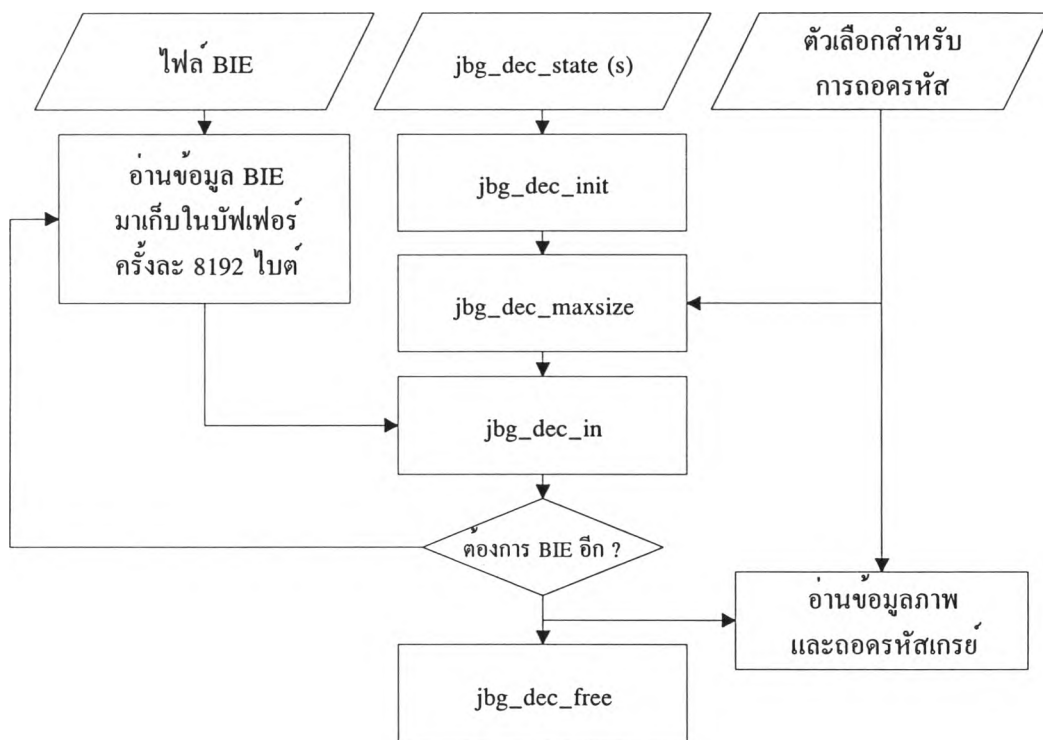 ไฟล์ BIE
jbg_dec_state (s)
ตัวเลือกสำหรับ
การถอดรหัส
อ่านข้อมูล BIE
มาเก็บในบัฟเฟอร์
ครั้งละ 8192 ไบต์
jbg_dec_init
jbg_dec_maxsize
jbg_dec_in
ต้องการ BIE อีก ?
อ่านข้อมูลภาพ
และถอดรหัสเกรย์
jbg_dec_free